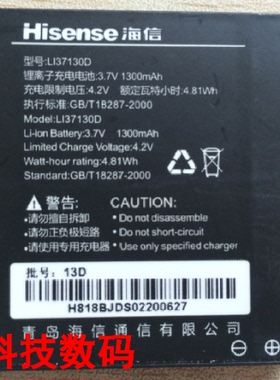 Hisense 海信
型号:LI37130D
锂离子充电电池:3.7V 1300mAh
充电限制电压:4.2V 额定瓦特小时:4.81Wh
执行标准:GB/T18287-2000
Model:LI37130D
Li-ion Battery:3.7V 1300mAh
Limited Charge Voltage:4.2V
Watt-hour rating:4.81Wh
Standard:GB/T18287-2000
警告: CAUTION:
·请勿擅自拆卸 ·Do not disassemble
·请勿正负极短路 ·Do not short-circuit
·请使用专用充电器 ·Use only specified charger
批号: 13D
H818BJDS02200627
青岛海信通信有限公司
科技数码